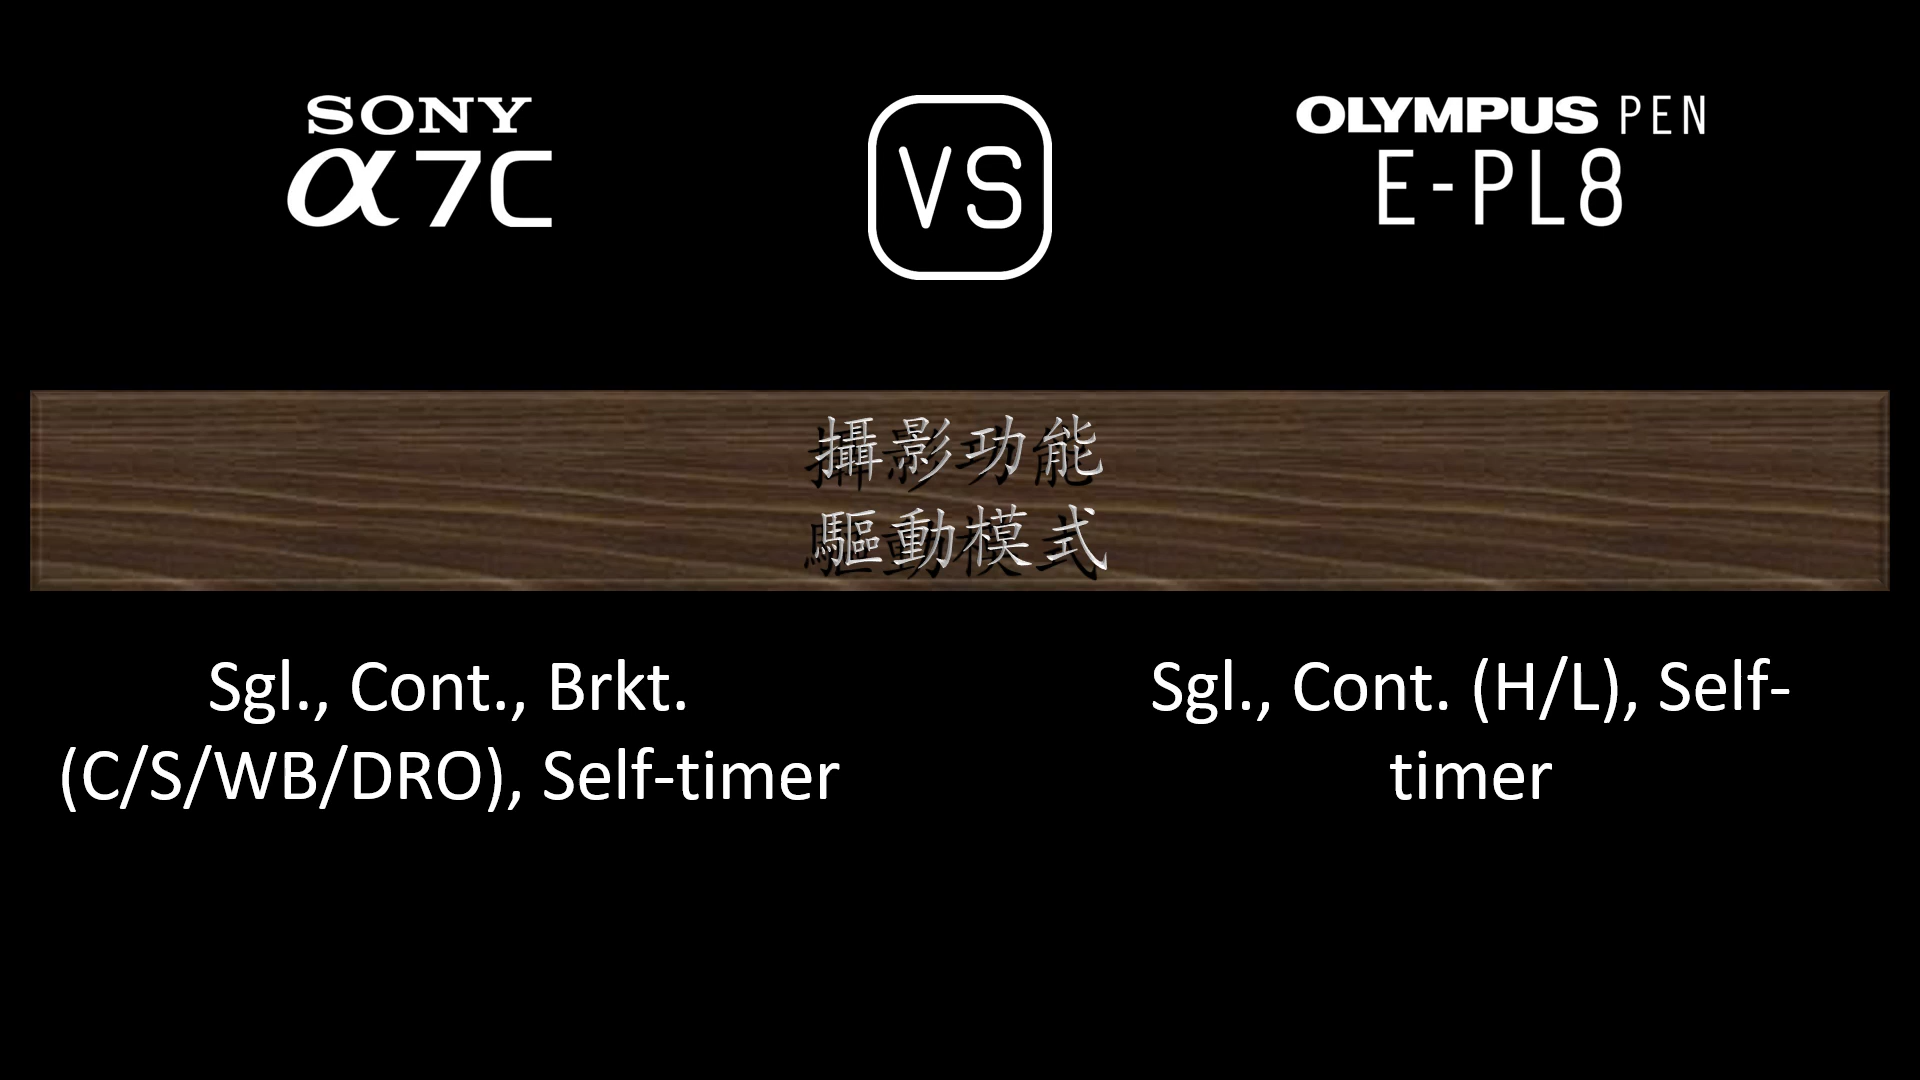 SONY
α7C
VS
OLYMPUS PEN
E-PL8
攝影功能
驅動模式
Sgl., Cont., Brkt.
(C/S/WB/DRO), Self-timer
Sgl., Cont. (H/L), Self-
timer